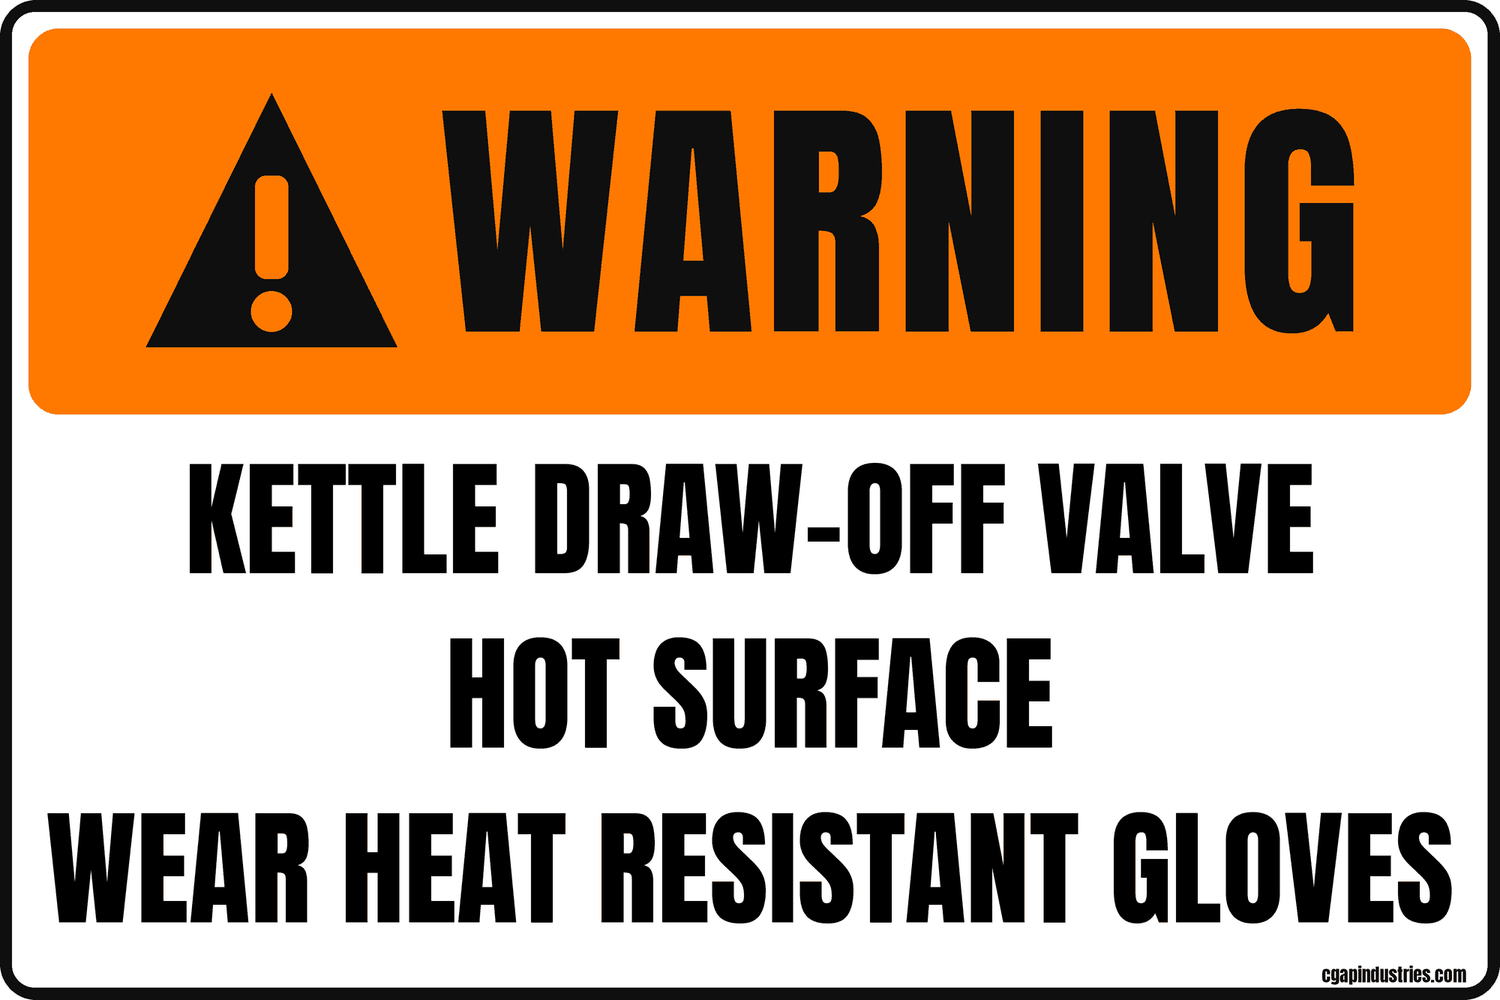 WARNING
KETTLE DRAW-OFF VALVE
HOT SURFACE
WEAR HEAT RESISTANT GLOVES
cgapindustries.com